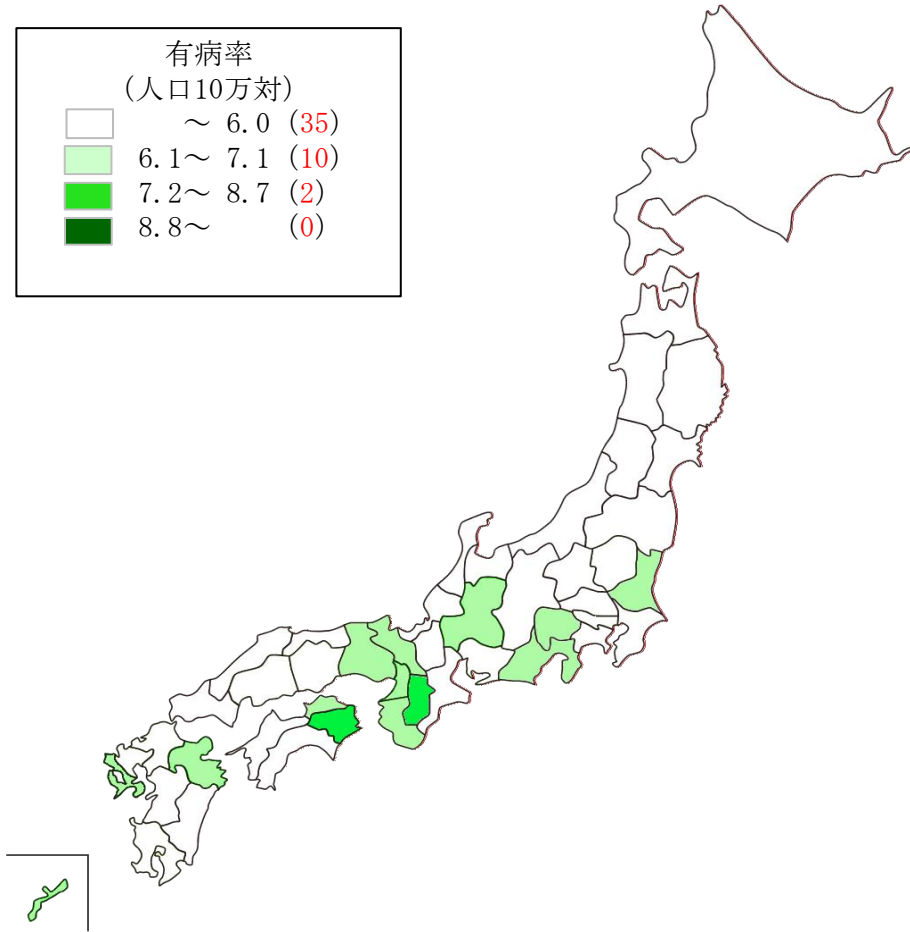 有病率
(人口10万対)
～ 6.0 (35)
6.1～ 7.1 (10)
7.2～ 8.7 (2)
8.8～ (0)